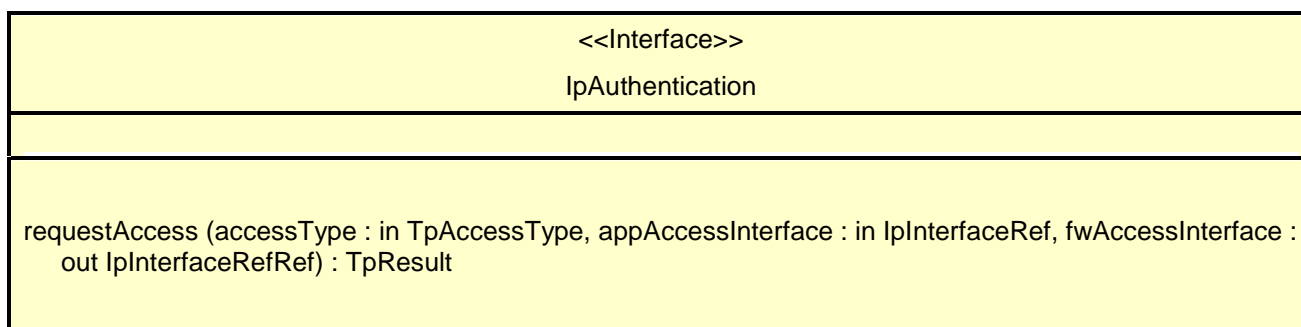 <<Interface>>
IpAuthentication
requestAccess (accessType : in TpAccessType, appAccessInterface : in IpInterfaceRef, fwAccessInterface :
out IpInterfaceRefRef) : TpResult